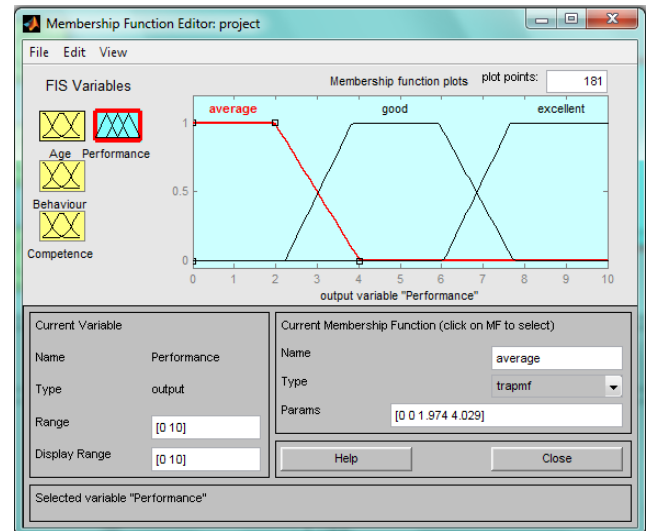 Membership Function Editor: project
File Edit View
FIS Variables
Membership function plots plot points: 181
average good excellent
1
0.5
0
0 1 2 3 4 5 6 7 8 9 10
output variable "Performance"
Age Performance
Behaviour
Competence
Current Variable
Name Performance
Type output
Range [0 10]
Display Range [0 10]
Current Membership Function (click on MF to select)
Name average
Type trapmf
Params [0 0 1.974 4.029]
Help Close
Selected variable "Performance"